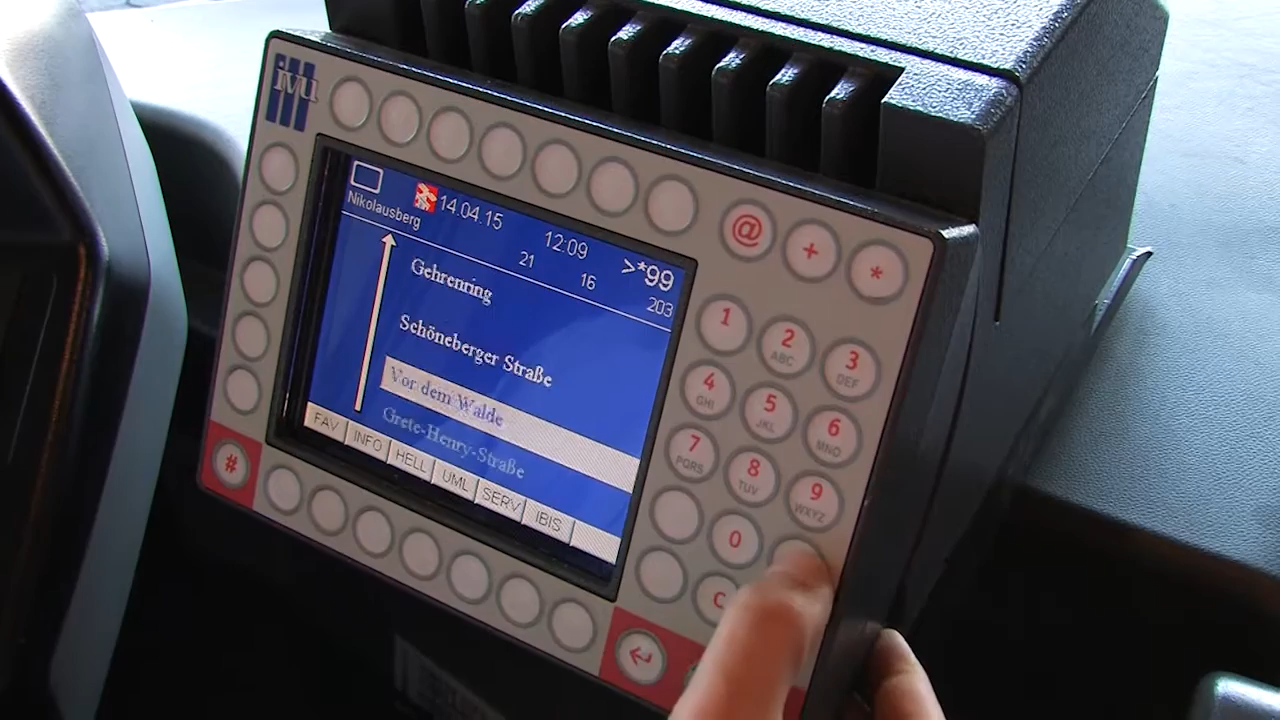 ivu
@
+
*
Nikolausberg
14.04.15
12:09
>*99
21
16
203
Gehrenring
Schöneberger Straße
Vor dem Walde
Grete-Henry-Straße
FAV INFO HELL UML SERV IBIS
1
2 ABC
3 DEF
4 GHI
5 JKL
6 MNO
7 PQRS
8 TUV
9 WXYZ
0
C
#